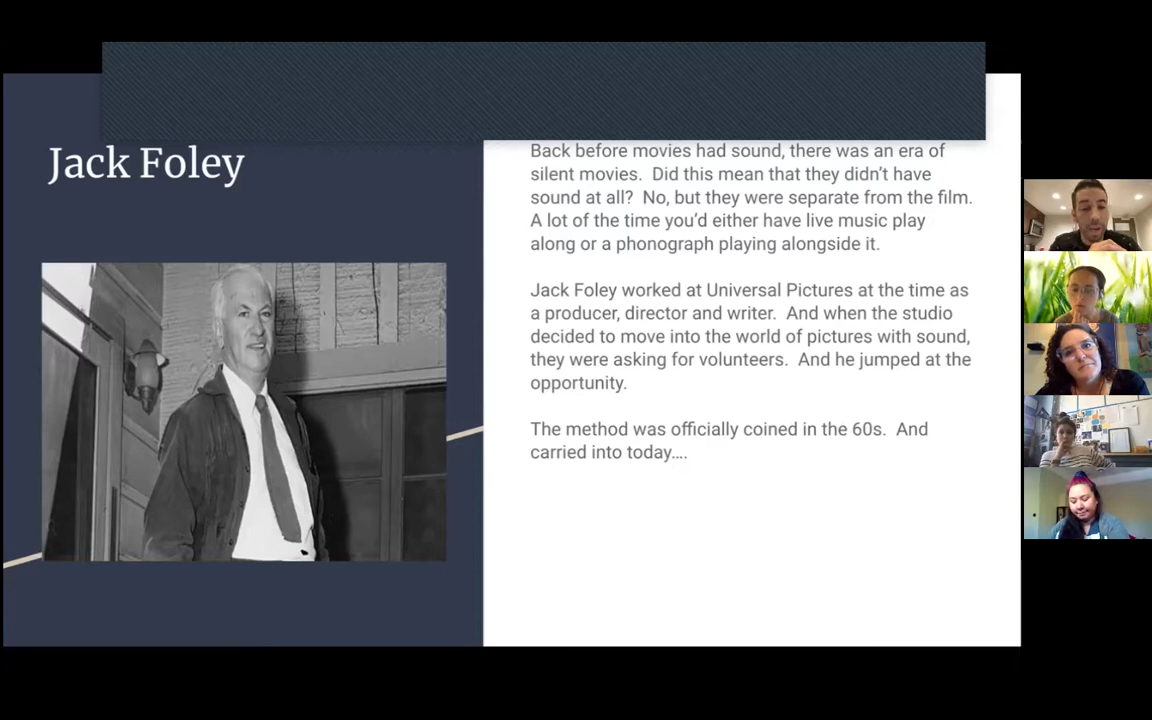 Jack Foley
Back before movies had sound, there was an era of
silent movies.  Did this mean that they didn’t have
sound at all?  No, but they were separate from the film.
A lot of the time you’d either have live music play
along or a phonograph playing alongside it.
Jack Foley worked at Universal Pictures at the time as
a producer, director and writer.  And when the studio
decided to move into the world of pictures with sound,
they were asking for volunteers.  And he jumped at the
opportunity.
The method was officially coined in the 60s.  And
carried into today....